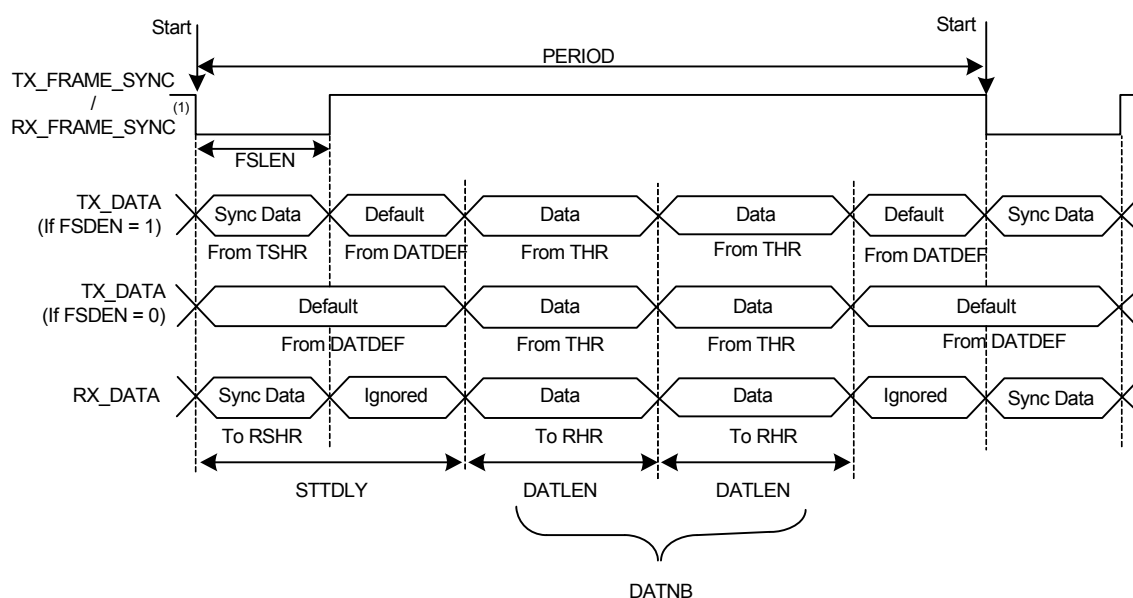 Start
Start
PERIOD
TX_FRAME_SYNC
/
RX_FRAME_SYNC
(1)
FSLEN
TX_DATA
(If FSDEN = 1)
Sync Data
Default
Data
Data
Default
Sync Data
From TSHR
From DATDEF
From THR
From THR
From DATDEF
TX_DATA
(If FSDEN = 0)
Default
Data
Data
Default
From DATDEF
From THR
From THR
From DATDEF
RX_DATA
Sync Data
Ignored
Data
Data
Ignored
Sync Data
To RSHR
To RHR
To RHR
STTDLY
DATLEN
DATLEN
DATNB